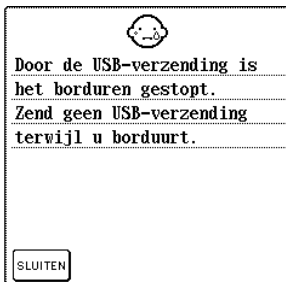 Door de USB-verzending is
het borduren gestopt.
Zend geen USB-verzending
terwijl u borduurt.
SLUITEN